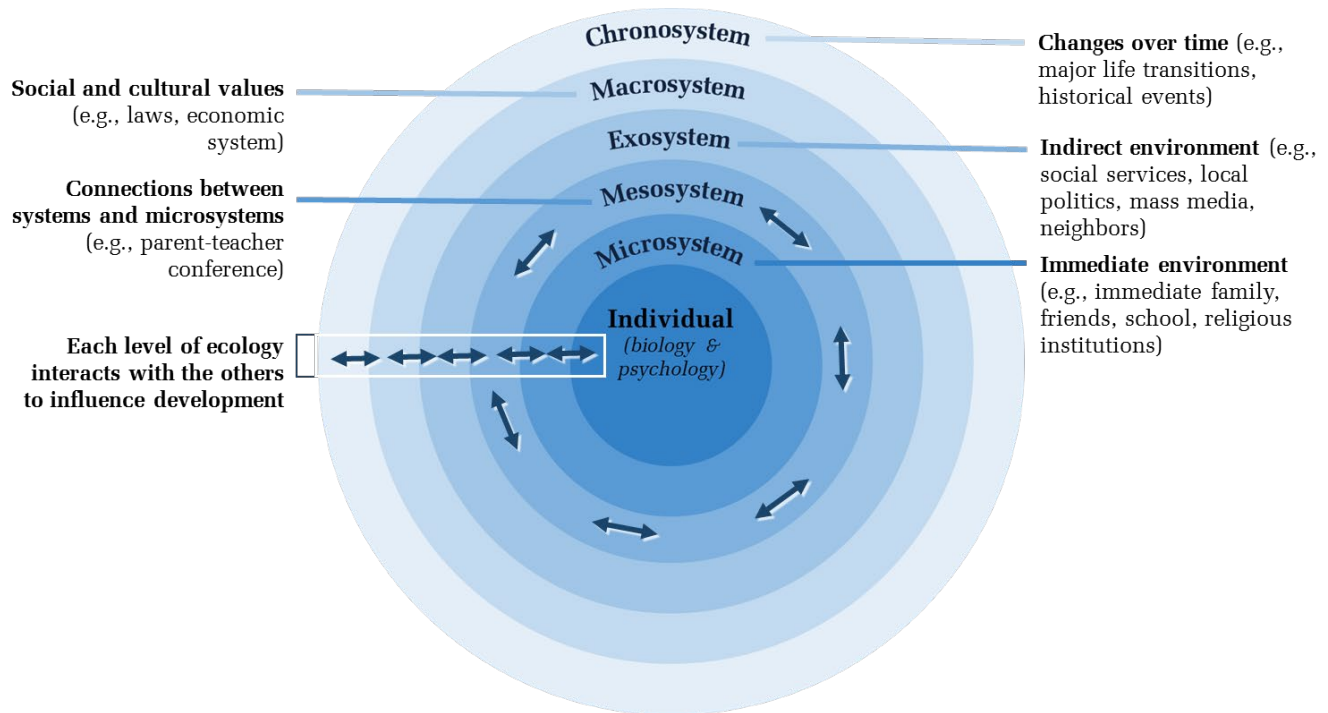 Chronosystem
Macrosystem
Exosystem
Mesosystem
Microsystem
Individual
(biology &
psychology)
Social and cultural values
(e.g., laws, economic
system)
Connections between
systems and microsystems
(e.g., parent-teacher
conference)
Each level of ecology
interacts with the others
to influence development
Changes over time (e.g.,
major life transitions,
historical events)
Indirect environment (e.g.,
social services, local
politics, mass media,
neighbors)
Immediate environment
(e.g., immediate family,
friends, school, religious
institutions)